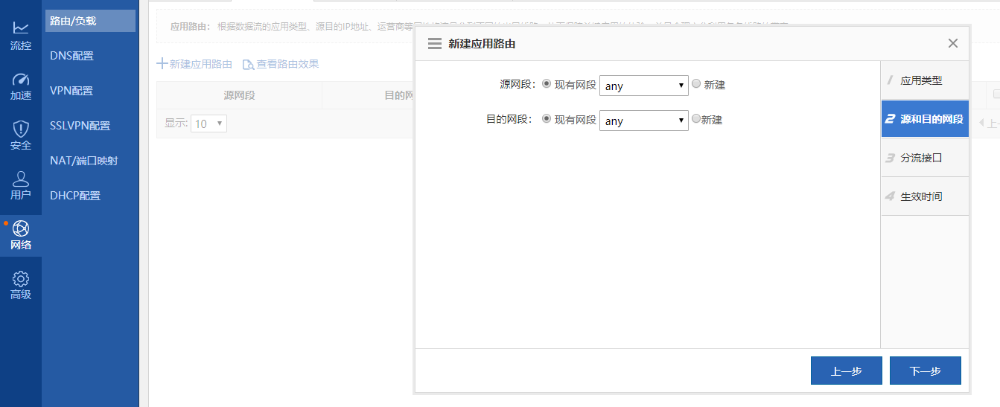 流控
加速
安全
用户
网络
高级
路由/负载
DNS配置
VPN配置
SSLVPN配置
NAT/端口映射
DHCP配置
应用路由: 根据数据流的应用类型、源目的IP地址、运营商等
新建应用路由 查看路由效果
源网段 目的网
显示: 10
上一
新建应用路由
源网段: 现有网段 any 新建
目的网段: 现有网段 any 新建
1 应用类型
2 源和目的网段
3 分流接口
4 生效时间
上一步 下一步